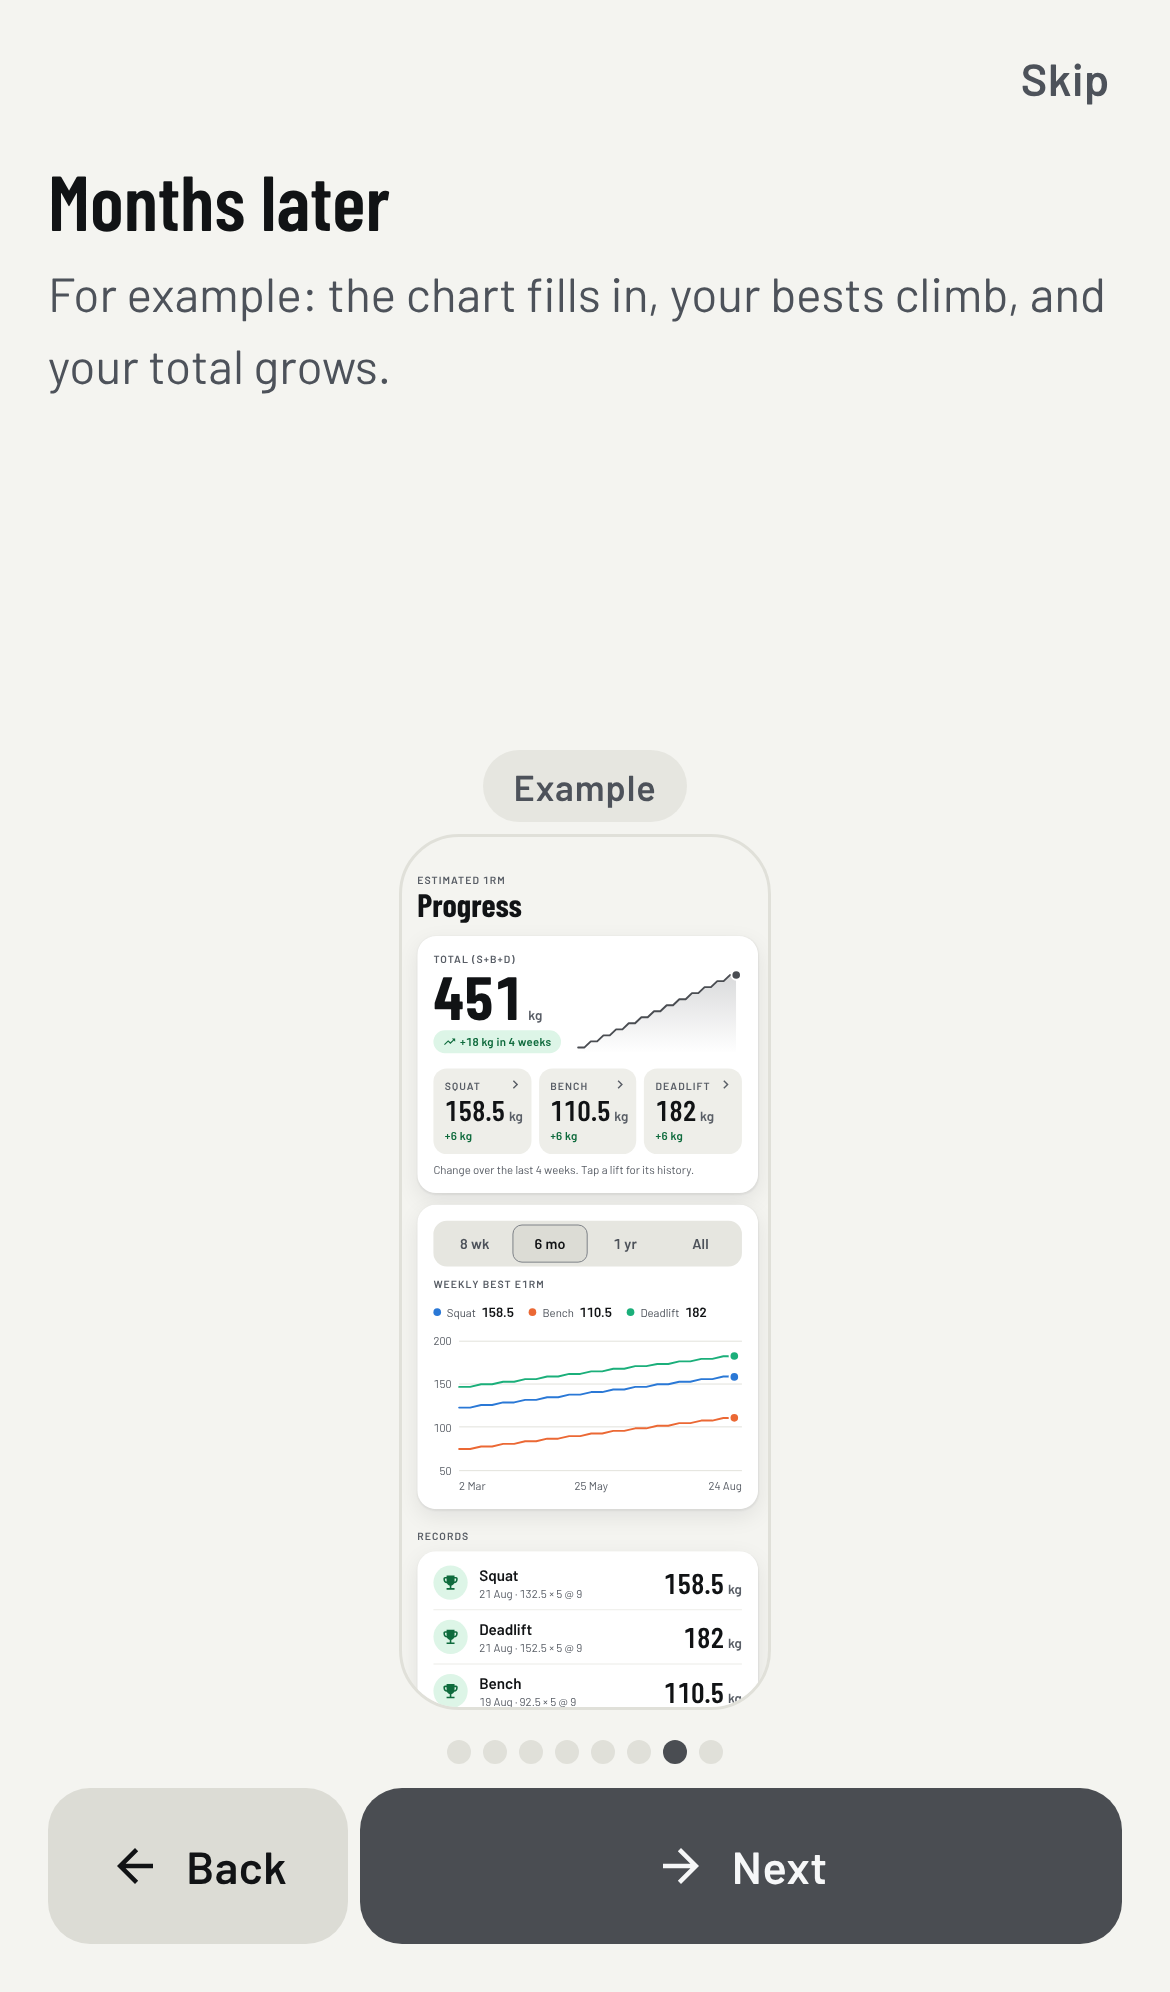 Skip
Months later
For example: the chart fills in, your bests climb, and
your total grows.
Example
ESTIMATED 1RM
Progress
TOTAL (S+B+D)
451 kg
+18 kg in 4 weeks
SQUAT
158.5 kg
+6 kg
BENCH
110.5 kg
+6 kg
DEADLIFT
182 kg
+6 kg
Change over the last 4 weeks. Tap a lift for its history.
8 wk 6 mo 1 yr All
WEEKLY BEST E1RM
Squat 158.5 Bench 110.5 Deadlift 182
200
150
100
50
2 Mar 25 May 24 Aug
RECORDS
Squat
21 Aug · 132.5 × 5 @ 9
158.5 kg
Deadlift
21 Aug · 152.5 × 5 @ 9
182 kg
Bench
19 Aug · 92.5 × 5 @ 9
110.5 kg
Back
Next